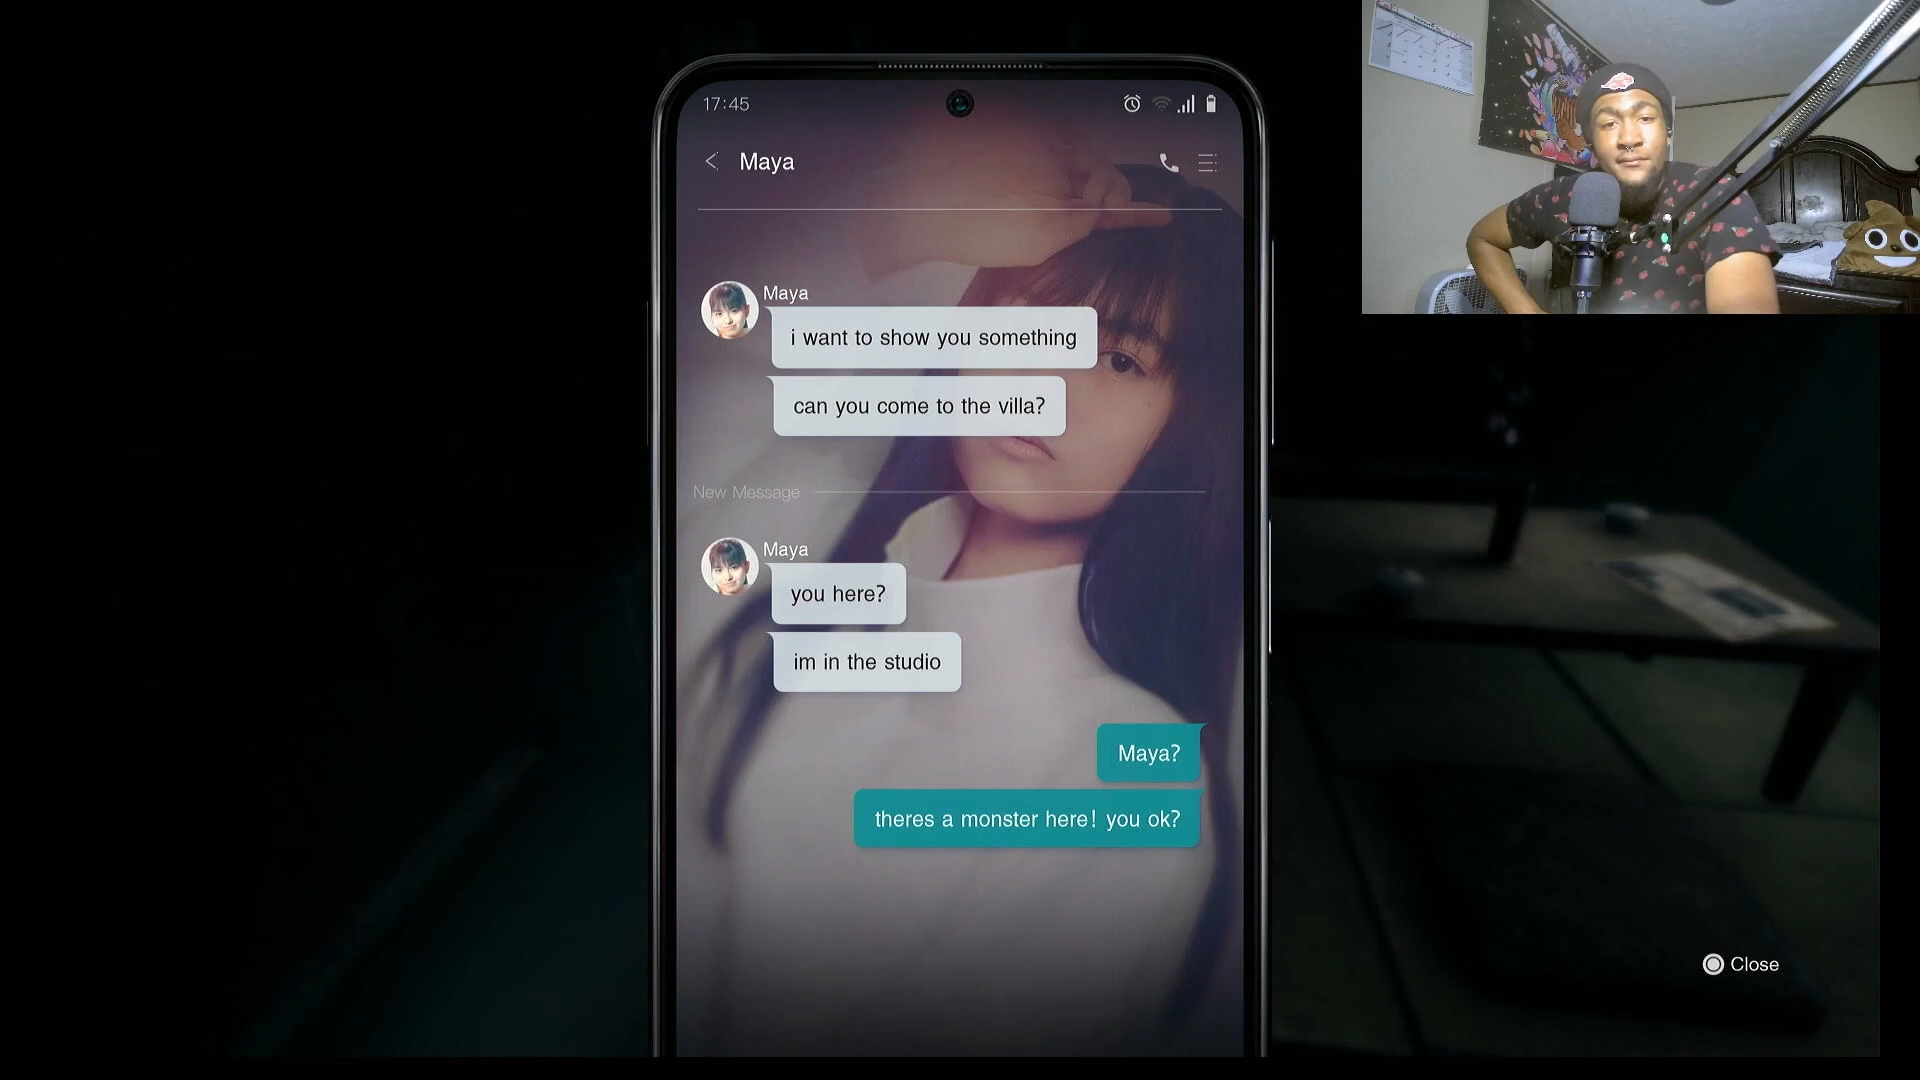 17:45
Maya
Maya
i want to show you something
can you come to the villa?
New Message
Maya
you here?
im in the studio
Maya?
theres a monster here! you ok?
Close